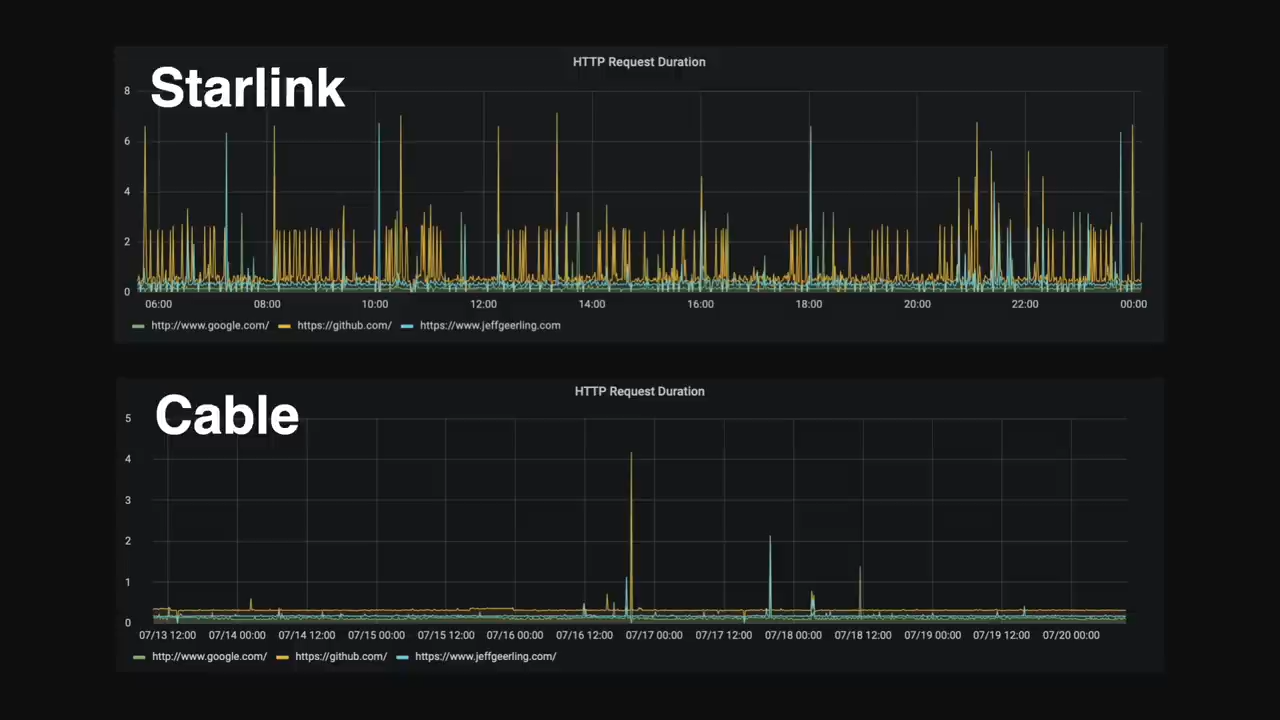 HTTP Request Duration
Starlink
8
6
4
2
0
06:00 08:00 10:00 12:00 14:00 16:00 18:00 20:00 22:00 00:00
http://www.google.com/ https://github.com/ https://www.jeffgeerling.com
HTTP Request Duration
Cable
5
4
3
2
1
0
07/13 12:00 07/14 00:00 07/14 12:00 07/15 00:00 07/15 12:00 07/16 00:00 07/16 12:00 07/17 00:00 07/17 12:00 07/18 00:00 07/18 12:00 07/19 00:00 07/19 12:00 07/20 00:00
http://www.google.com/ https://github.com/ https://www.jeffgeerling.com/